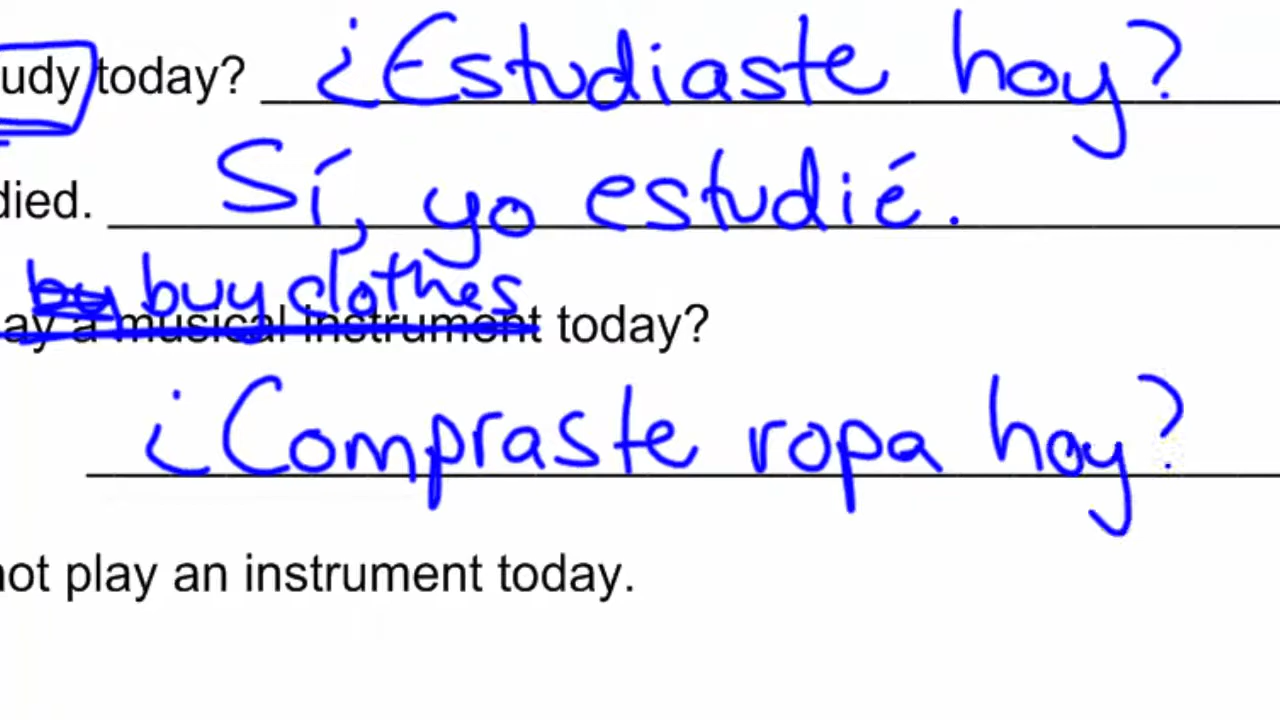 udy today? ¿Estudiaste hoy?
died. Sí, yo estudié.
buy clothes
ay a musical instrument today?
¿Compraste ropa hoy?
not play an instrument today.